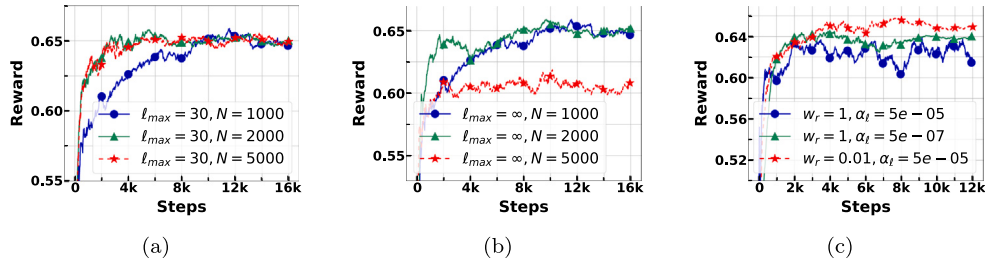 Reward
0.65
0.60
0.55
ℓmax = 30, N = 1000
ℓmax = 30, N = 2000
ℓmax = 30, N = 5000
0 4k 8k 12k 16k
Steps
(a)
Reward
0.65
0.60
0.55
ℓmax = ∞, N = 1000
ℓmax = ∞, N = 2000
ℓmax = ∞, N = 5000
0 4k 8k 12k 16k
Steps
(b)
Reward
0.64
0.60
0.56
0.52
wr = 1, αℓ = 5e − 05
wr = 1, αℓ = 5e − 07
wr = 0.01, αℓ = 5e − 05
0 2k 4k 6k 8k 10k 12k
Steps
(c)